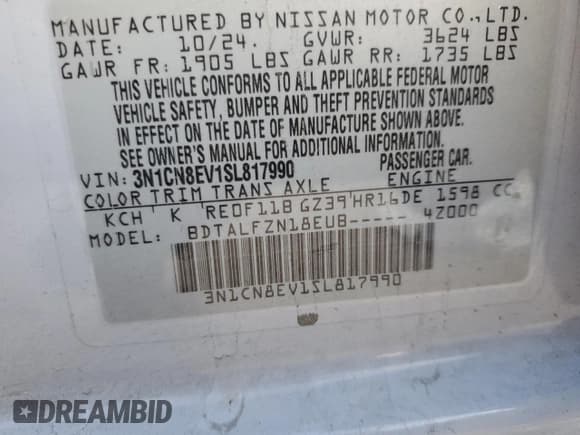 MANUFACTURED BY NISSAN MOTOR CO.,LTD.
DATE: 10/24. GVWR: 3624 LBS
GAWR FR: 1905 LBS GAWR RR: 1735 LBS
THIS VEHICLE CONFORMS TO ALL APPLICABLE FEDERAL MOTOR
VEHICLE SAFETY, BUMPER AND THEFT PREVENTION STANDARDS
IN EFFECT ON THE DATE OF MANUFACTURE SHOWN ABOVE.
SEE OWNER'S MANUAL FOR ADDITIONAL INFORMATION.
VIN: 3N1CN8EV1SL817990 PASSENGER CAR.
COLOR TRIM TRANS AXLE ENGINE
KCH K RE0F11B GZ39 HR16DE 1598 CC
MODEL: BDTALFZN18EUB----- 4Z000
3N1CN8EV1SL817990
DREAMBID